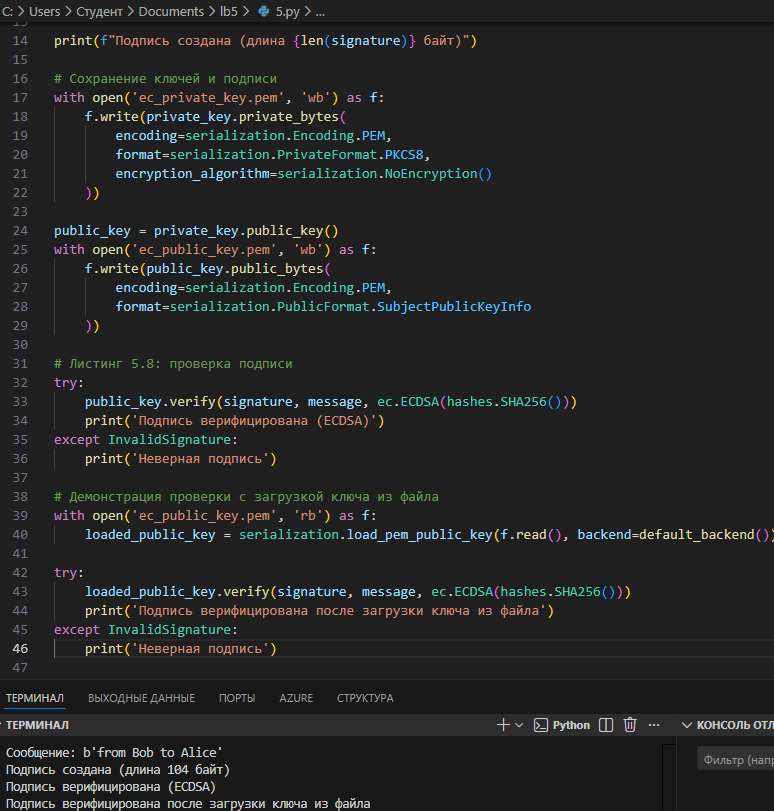 C: > Users > Студент > Documents > lb5 > 5.py > ...
13
14 print(f"Подпись создана (длина {len(signature)} байт)")
15
16 # Сохранение ключей и подписи
17 with open('ec_private_key.pem', 'wb') as f:
18     f.write(private_key.private_bytes(
19         encoding=serialization.Encoding.PEM,
20         format=serialization.PrivateFormat.PKCS8,
21         encryption_algorithm=serialization.NoEncryption()
22     ))
23
24 public_key = private_key.public_key()
25 with open('ec_public_key.pem', 'wb') as f:
26     f.write(public_key.public_bytes(
27         encoding=serialization.Encoding.PEM,
28         format=serialization.PublicFormat.SubjectPublicKeyInfo
29     ))
30
31 # Листинг 5.8: проверка подписи
32 try:
33     public_key.verify(signature, message, ec.ECDSA(hashes.SHA256()))
34     print('Подпись верифицирована (ECDSA)')
35 except InvalidSignature:
36     print('Неверная подпись')
37
38 # Демонстрация проверки с загрузкой ключа из файла
39 with open('ec_public_key.pem', 'rb') as f:
40     loaded_public_key = serialization.load_pem_public_key(f.read(), backend=default_backend())
41
42 try:
43     loaded_public_key.verify(signature, message, ec.ECDSA(hashes.SHA256()))
44     print('Подпись верифицирована после загрузки ключа из файла')
45 except InvalidSignature:
46     print('Неверная подпись')
47
ТЕРМИНАЛ ВЫХОДНЫЕ ДАННЫЕ ПОРТЫ AZURE СТРУКТУРА
ТЕРМИНАЛ Python ... КОНСОЛЬ ОТЛ
Фильтр (напр
Сообщение: b'from Bob to Alice'
Подпись создана (длина 104 байт)
Подпись верифицирована (ECDSA)
Подпись верифицирована после загрузки ключа из файла